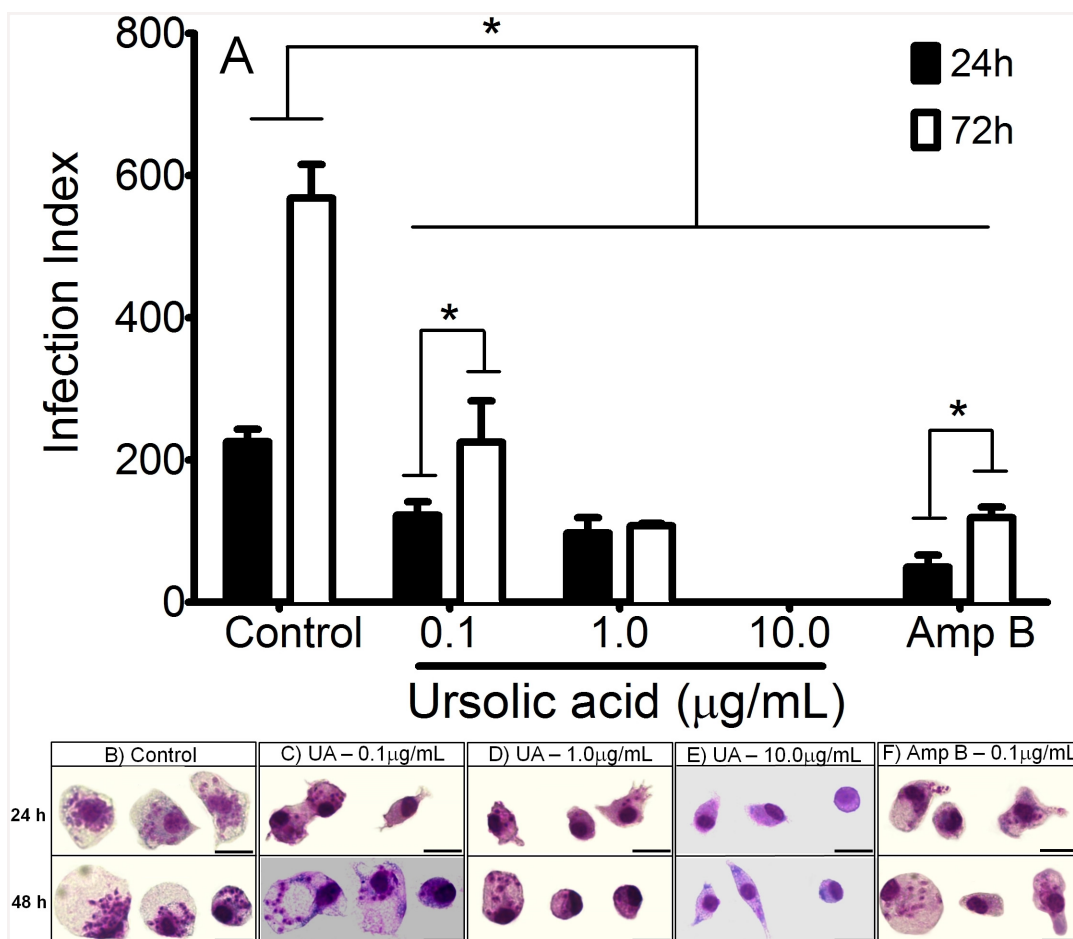 800
A
*
24h
72h
600
Infection Index
400
*
*
200
0
Control 0.1 1.0 10.0 Amp B
Ursolic acid (μg/mL)
B) Control C) UA – 0.1μg/mL D) UA – 1.0μg/mL E) UA – 10.0μg/mL F) Amp B – 0.1μg/mL
24 h
48 h